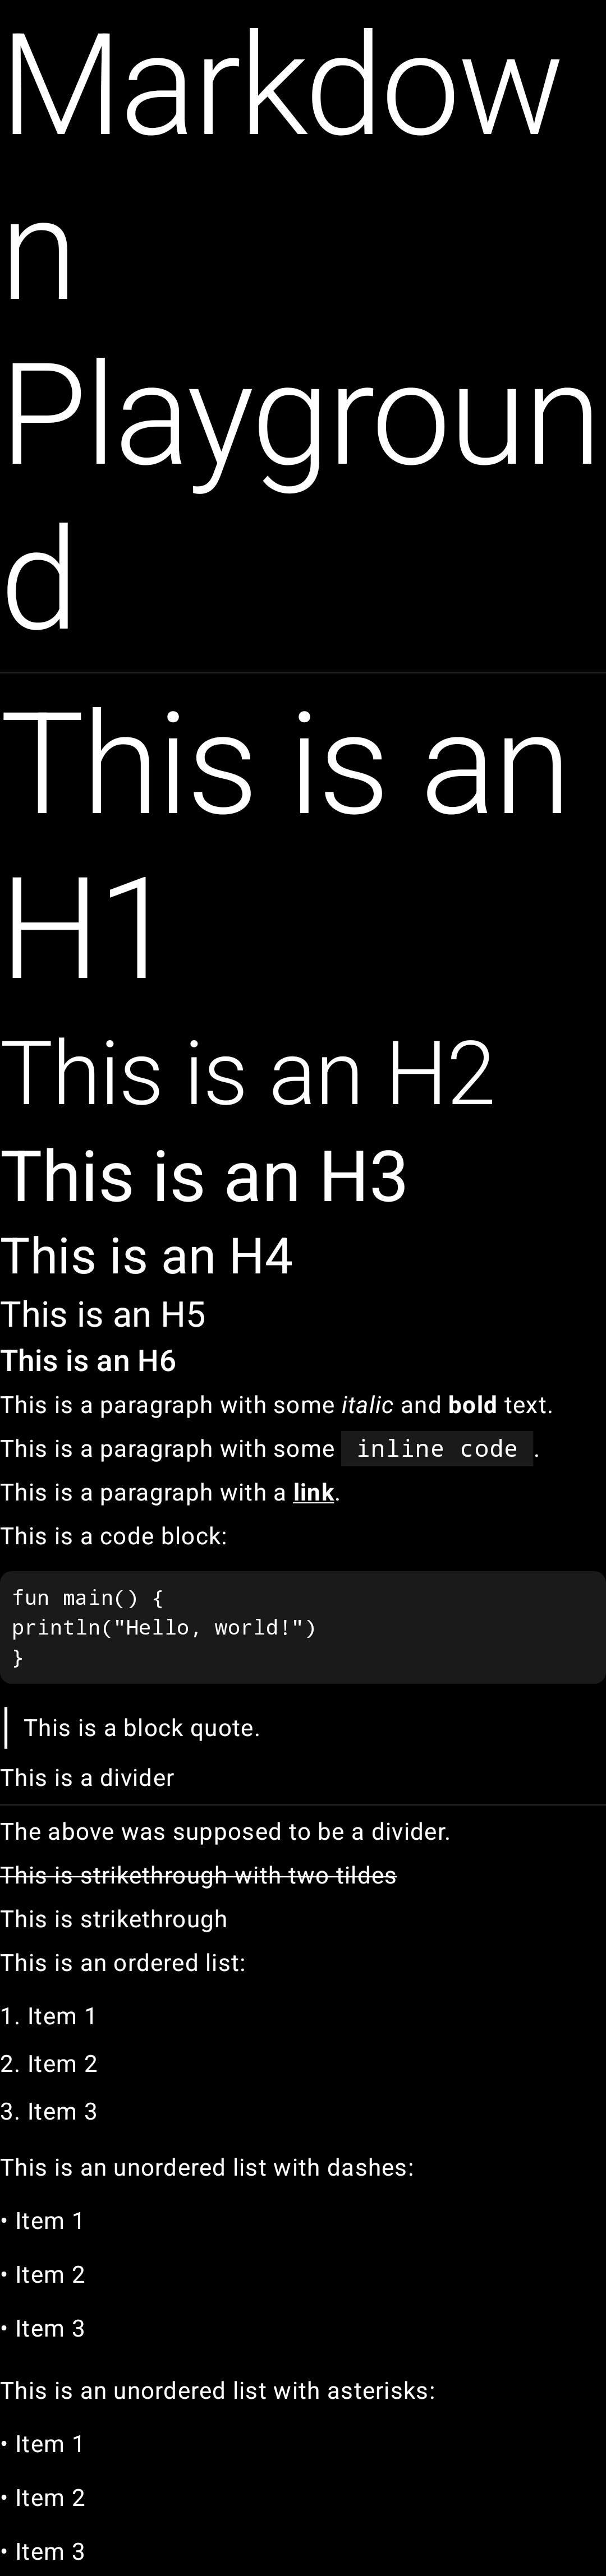 Markdow
n
Playgroun
d
This is an
H1
This is an H2
This is an H3
This is an H4
This is an H5
This is an H6
This is a paragraph with some italic and bold text.
This is a paragraph with some inline code .
This is a paragraph with a link.
This is a code block:
fun main() {
println("Hello, world!")
}
This is a block quote.
This is a divider
The above was supposed to be a divider.
This is strikethrough with two tildes
This is strikethrough
This is an ordered list:
1. Item 1
2. Item 2
3. Item 3
This is an unordered list with dashes:
• Item 1
• Item 2
• Item 3
This is an unordered list with asterisks:
• Item 1
• Item 2
• Item 3